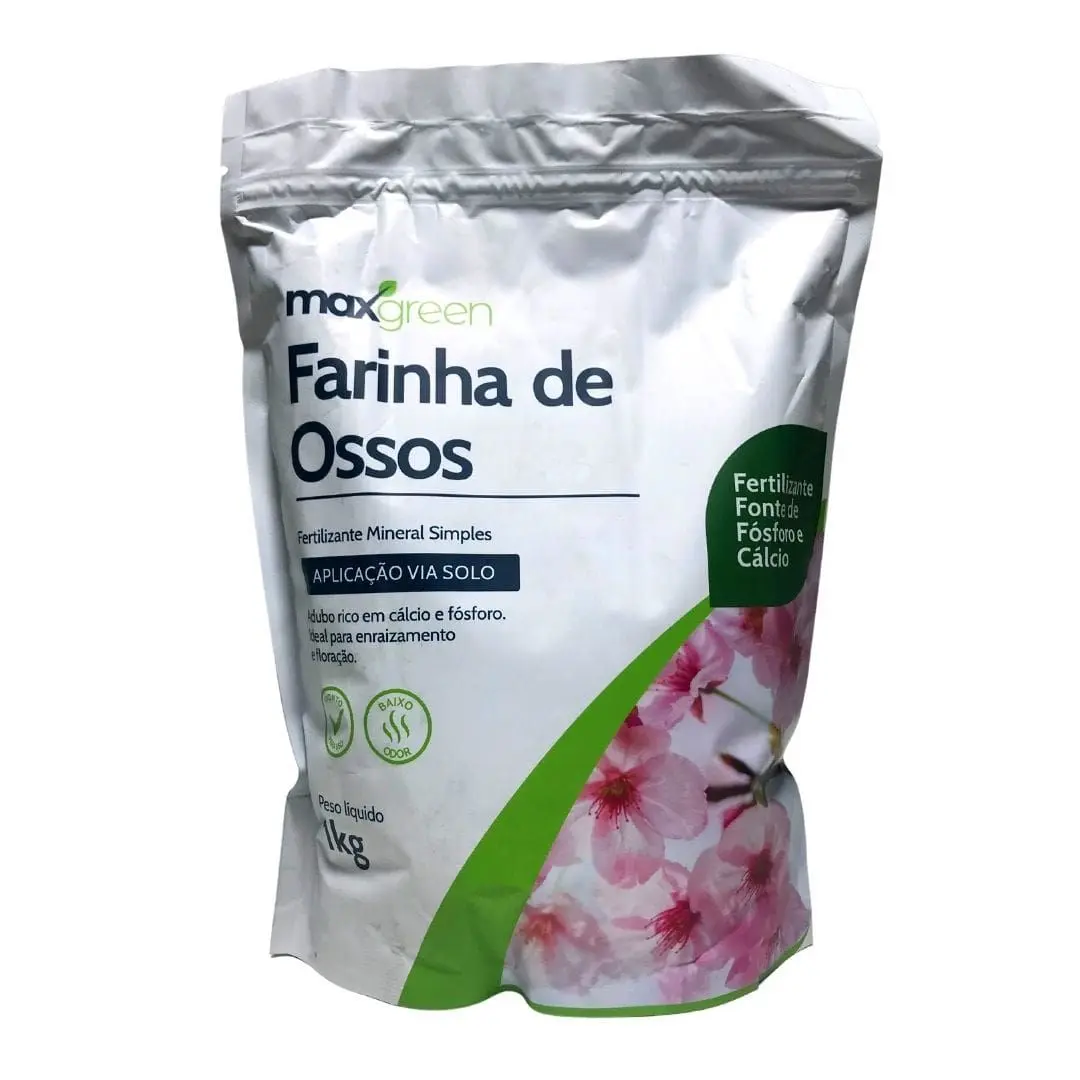 maxgreen
Farinha de
Ossos
Fertilizante Mineral Simples
APLICAÇÃO VIA SOLO
Adubo rico em cálcio e fósforo.
Ideal para enraizamento
e floração.
BAIXO
ODOR
Peso líquido
1kg
Fertilizante
Fonte de
Fósforo e
Cálcio